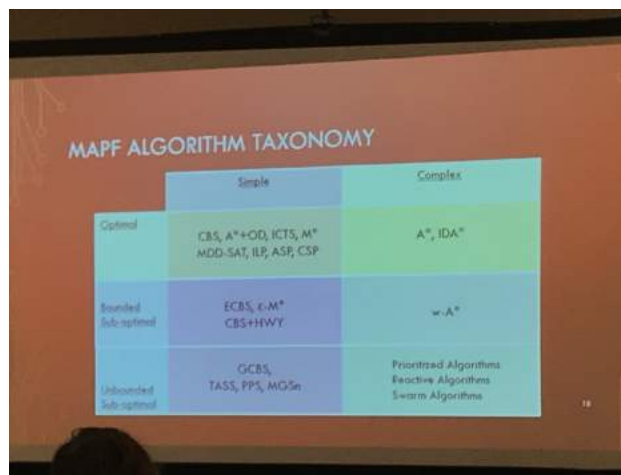 MAPF ALGORITHM TAXONOMY
Simple
Complex
Optimal
CBS, A*+OD, ICTS, M*
MDD-SAT, ILP, ASP, CSP
A*, IDA*
Bounded
Sub-optimal
ECBS, ε-M*
CBS+HWY
w-A*
Unbounded
Sub-optimal
GCBS,
TASS, PPS, MGSn
Prioritized Algorithms
Reactive Algorithms
Swarm Algorithms
18